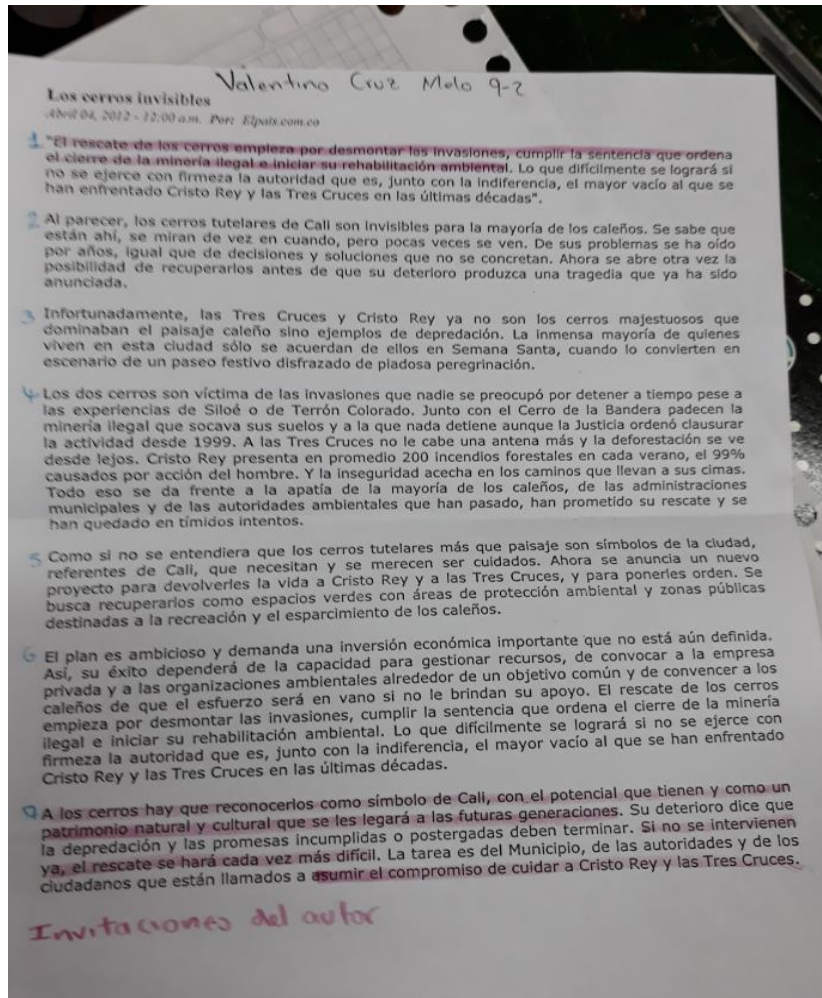 Valentino Cruz Melo 9-2
Los cerros invisibles
Abril 04, 2012 - 12:00 a.m. Por: Elpais.com.co
1 "El rescate de los cerros empieza por desmontar las invasiones, cumplir la sentencia que ordena
el cierre de la minería ilegal e iniciar su rehabilitación ambiental. Lo que difícilmente se logrará si
no se ejerce con firmeza la autoridad que es, junto con la indiferencia, el mayor vacío al que se
han enfrentado Cristo Rey y las Tres Cruces en las últimas décadas".
2 Al parecer, los cerros tutelares de Cali son invisibles para la mayoría de los caleños. Se sabe que
están ahí, se miran de vez en cuando, pero pocas veces se ven. De sus problemas se ha oído
por años, igual que de decisiones y soluciones que no se concretan. Ahora se abre otra vez la
posibilidad de recuperarlos antes de que su deterioro produzca una tragedia que ya ha sido
anunciada.
3 Infortunadamente, las Tres Cruces y Cristo Rey ya no son los cerros majestuosos que
dominaban el paisaje caleño sino ejemplos de depredación. La inmensa mayoría de quienes
viven en esta ciudad sólo se acuerdan de ellos en Semana Santa, cuando lo convierten en
escenario de un paseo festivo disfrazado de piadosa peregrinación.
4 Los dos cerros son víctima de las invasiones que nadie se preocupó por detener a tiempo pese a
las experiencias de Siloé o de Terrón Colorado. Junto con el Cerro de la Bandera padecen la
minería ilegal que socava sus suelos y a la que nada detiene aunque la Justicia ordenó clausurar
la actividad desde 1999. A las Tres Cruces no le cabe una antena más y la deforestación se ve
desde lejos. Cristo Rey presenta en promedio 200 incendios forestales en cada verano, el 99%
causados por acción del hombre. Y la inseguridad acecha en los caminos que llevan a sus cimas.
Todo eso se da frente a la apatía de la mayoría de los caleños, de las administraciones
municipales y de las autoridades ambientales que han pasado, han prometido su rescate y se
han quedado en tímidos intentos.
5 Como si no se entendiera que los cerros tutelares más que paisaje son símbolos de la ciudad,
referentes de Cali, que necesitan y se merecen ser cuidados. Ahora se anuncia un nuevo
proyecto para devolverles la vida a Cristo Rey y a las Tres Cruces, y para ponerles orden. Se
busca recuperarlos como espacios verdes con áreas de protección ambiental y zonas públicas
destinadas a la recreación y el esparcimiento de los caleños.
6 El plan es ambicioso y demanda una inversión económica importante que no está aún definida.
Así, su éxito dependerá de la capacidad para gestionar recursos, de convocar a la empresa
privada y a las organizaciones ambientales alrededor de un objetivo común y de convencer a los
caleños de que el esfuerzo será en vano si no le brindan su apoyo. El rescate de los cerros
empieza por desmontar las invasiones, cumplir la sentencia que ordena el cierre de la minería
ilegal e iniciar su rehabilitación ambiental. Lo que difícilmente se logrará si no se ejerce con
firmeza la autoridad que es, junto con la indiferencia, el mayor vacío al que se han enfrentado
Cristo Rey y las Tres Cruces en las últimas décadas.
A los cerros hay que reconocerlos como símbolo de Cali, con el potencial que tienen y como un
patrimonio natural y cultural que se les legará a las futuras generaciones. Su deterioro dice que
la depredación y las promesas incumplidas o postergadas deben terminar. Si no se intervienen
ya, el rescate se hará cada vez más difícil. La tarea es del Municipio, de las autoridades y de los
ciudadanos que están llamados a asumir el compromiso de cuidar a Cristo Rey y las Tres Cruces.
Invitaciones del autor